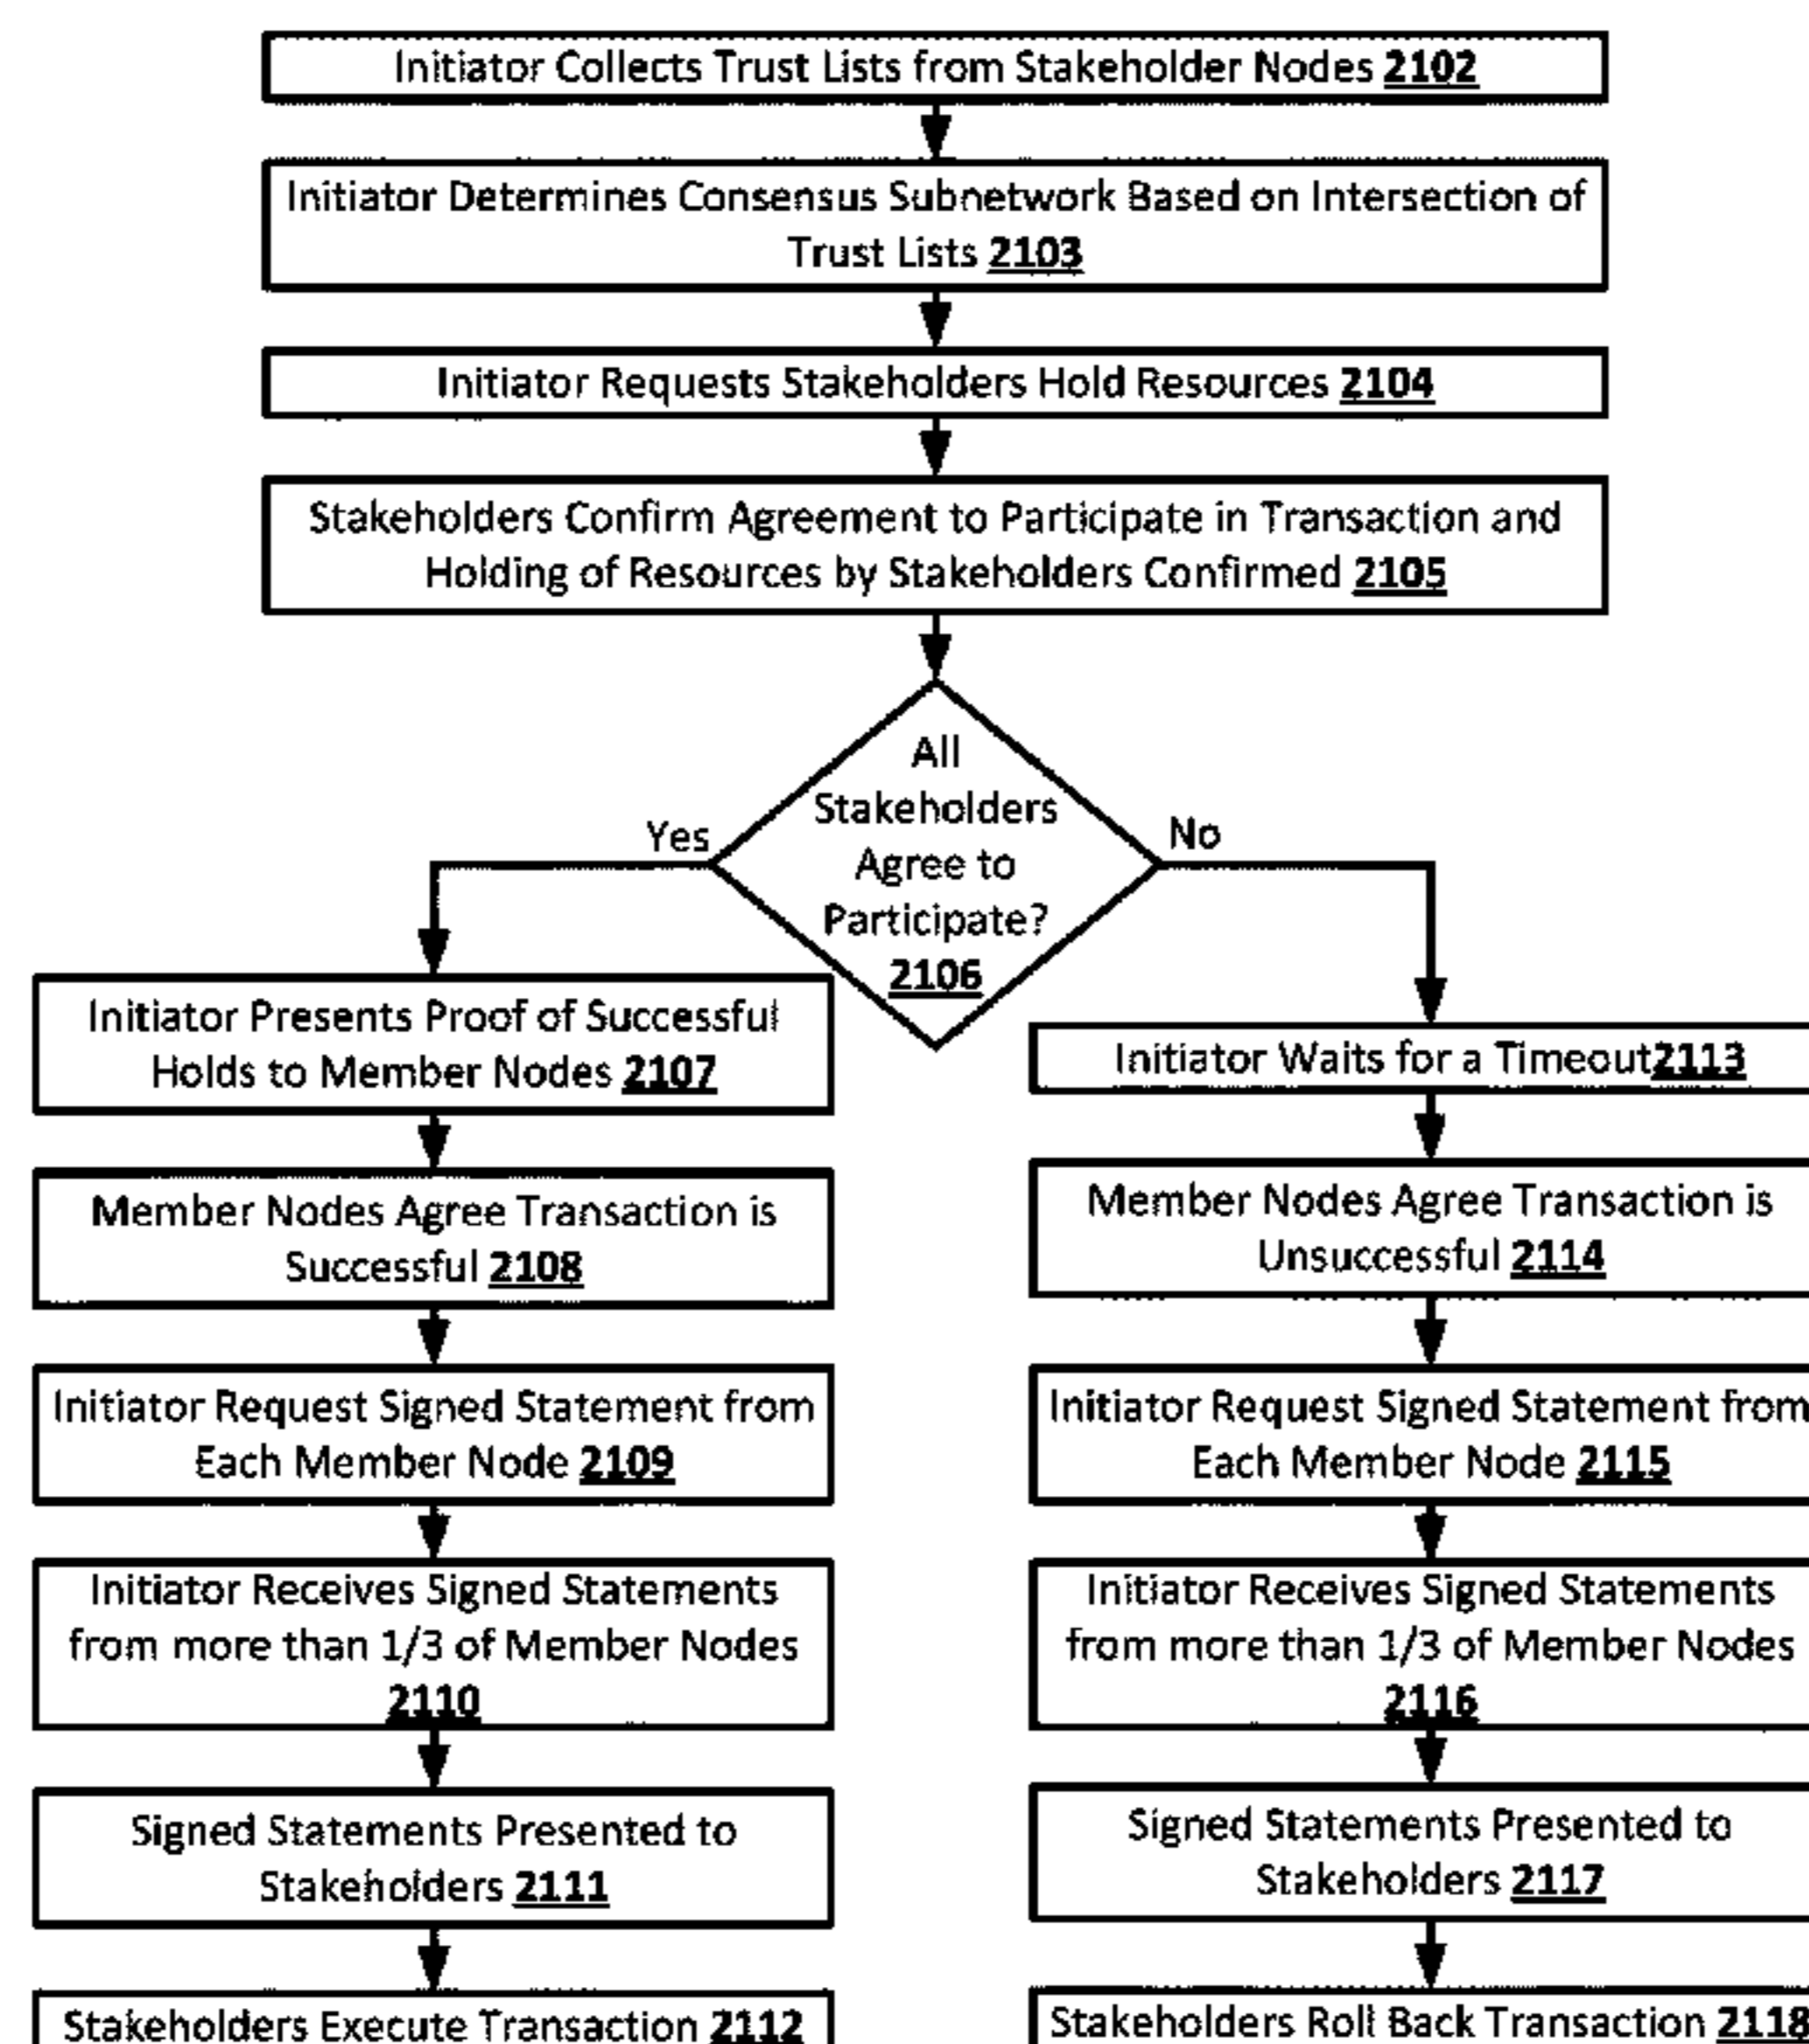 Initiator Collects Trust Lists from Stakeholder Nodes 2102
Initiator Determines Consensus Subnetwork Based on Intersection of
Trust Lists 2103
Initiator Requests Stakeholders Hold Resources 2104
Stakeholders Confirm Agreement to Participate in Transaction and
Holding of Resources by Stakeholders Confirmed 2105
All
Stakeholders
Agree to
Participate?
2106
Yes
No
Initiator Presents Proof of Successful
Holds to Member Nodes 2107
Member Nodes Agree Transaction is
Successful 2108
Initiator Request Signed Statement from
Each Member Node 2109
Initiator Receives Signed Statements
from more than 1/3 of Member Nodes
2110
Signed Statements Presented to
Stakeholders 2111
Stakeholders Execute Transaction 2112
Initiator Waits for a Timeout2113
Member Nodes Agree Transaction is
Unsuccessful 2114
Initiator Request Signed Statement from
Each Member Node 2115
Initiator Receives Signed Statements
from more than 1/3 of Member Nodes
2116
Signed Statements Presented to
Stakeholders 2117
Stakeholders Roll Back Transaction 2118